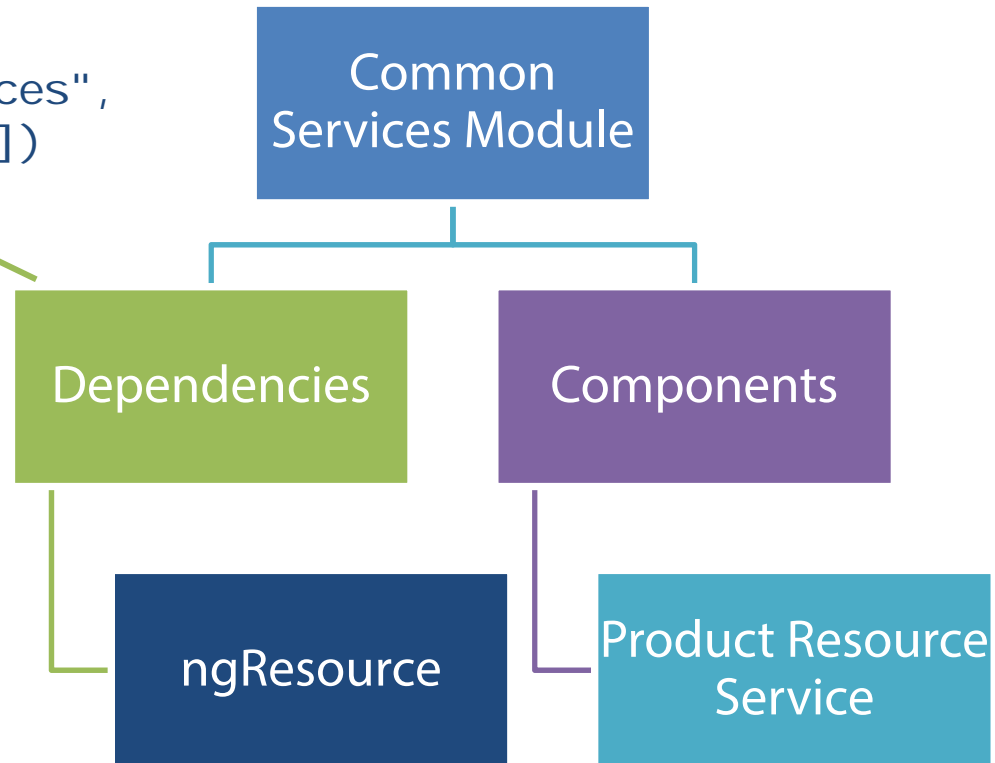 ces",
])
Common
Services Module
Dependencies
Components
ngResource
Product Resource
Service